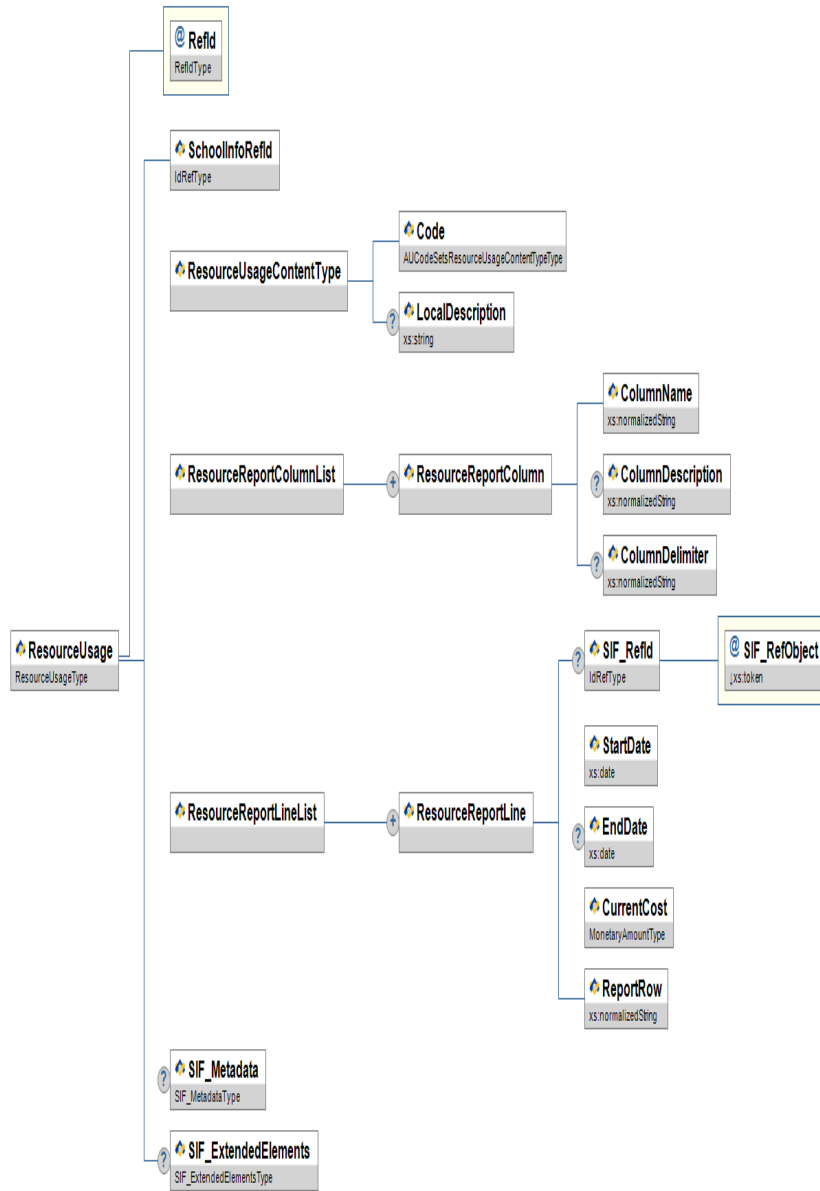 @ RefId
RefIdType
SchoolInfoRefId
IdRefType
ResourceUsageContentType
Code
AUCodeSetsResourceUsageContentTypeType
?
LocalDescription
xs:string
ResourceReportColumnList
+
ResourceReportColumn
ColumnName
xs:normalizedString
?
ColumnDescription
xs:normalizedString
?
ColumnDelimiter
xs:normalizedString
ResourceUsage
ResourceUsageType
ResourceReportLineList
+
ResourceReportLine
?
SIF_RefId
IdRefType
@ SIF_RefObject
↓xs:token
StartDate
xs:date
?
EndDate
xs:date
CurrentCost
MonetaryAmountType
ReportRow
xs:normalizedString
?
SIF_Metadata
SIF_MetadataType
?
SIF_ExtendedElements
SIF_ExtendedElementsType